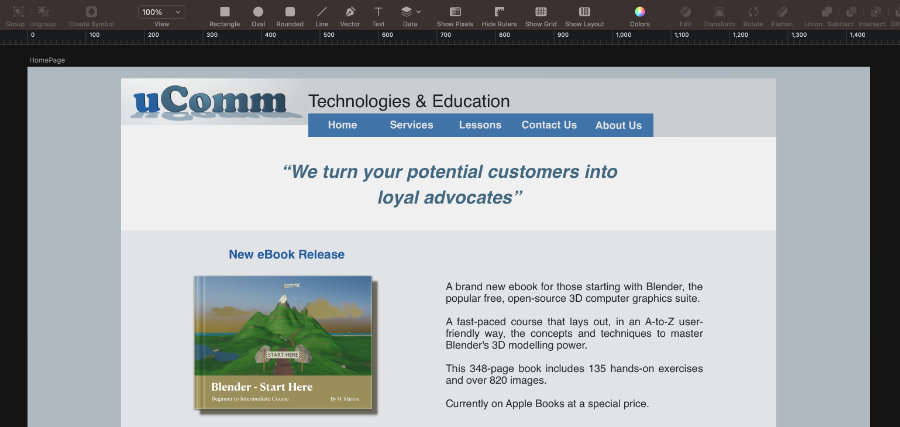 100%
Group Ungroup Create Symbol View Rectangle Oval Rounded Line Vector Text Data Show Pixels Hide Rulers Show Grid Show Layout Colors Edit Transform Rotate Flatten Union Subtract Intersect
0 100 200 300 400 500 600 700 800 900 1,000 1,100 1,200 1,300 1,400
HomePage
uComm
Technologies & Education
Home Services Lessons Contact Us About Us
“We turn your potential customers into
loyal advocates”
New eBook Release
START HERE
Blender - Start Here
Beginner to Intermediate Course
A brand new ebook for those starting with Blender, the
popular free, open-source 3D computer graphics suite.
A fast-paced course that lays out, in an A-to-Z user-
friendly way, the concepts and techniques to master
Blender's 3D modelling power.
This 348-page book includes 135 hands-on exercises
and over 820 images.
Currently on Apple Books at a special price.